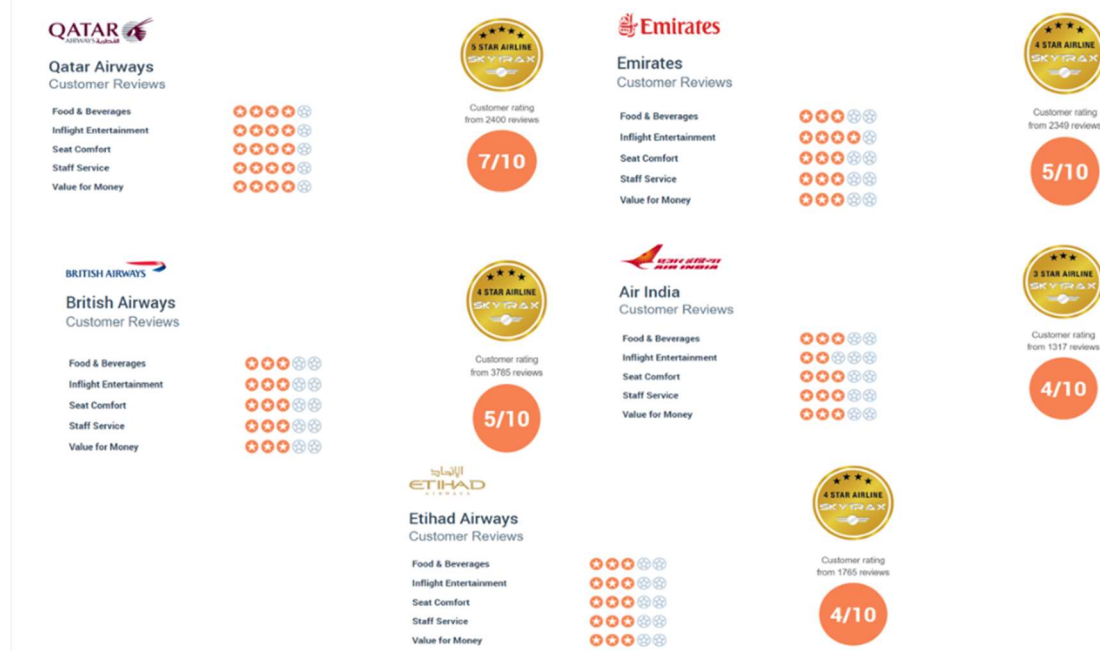 QATAR
AIRWAYS القطرية
Qatar Airways
Customer Reviews
Food & Beverages
Inflight Entertainment
Seat Comfort
Staff Service
Value for Money
5 STAR AIRLINE
SKYTRAX
Customer rating
from 2400 reviews
7/10
Emirates
Emirates
Customer Reviews
Food & Beverages
Inflight Entertainment
Seat Comfort
Staff Service
Value for Money
4 STAR AIRLINE
SKYTRAX
Customer rating
from 2349 reviews
5/10
BRITISH AIRWAYS
British Airways
Customer Reviews
Food & Beverages
Inflight Entertainment
Seat Comfort
Staff Service
Value for Money
4 STAR AIRLINE
SKYTRAX
Customer rating
from 3785 reviews
5/10
एअर इंडिया
AIR INDIA
Air India
Customer Reviews
Food & Beverages
Inflight Entertainment
Seat Comfort
Staff Service
Value for Money
3 STAR AIRLINE
SKYTRAX
Customer rating
from 1317 reviews
4/10
الإتحاد
ETIHAD
AIRWAYS
Etihad Airways
Customer Reviews
Food & Beverages
Inflight Entertainment
Seat Comfort
Staff Service
Value for Money
4 STAR AIRLINE
SKYTRAX
Customer rating
from 1765 reviews
4/10